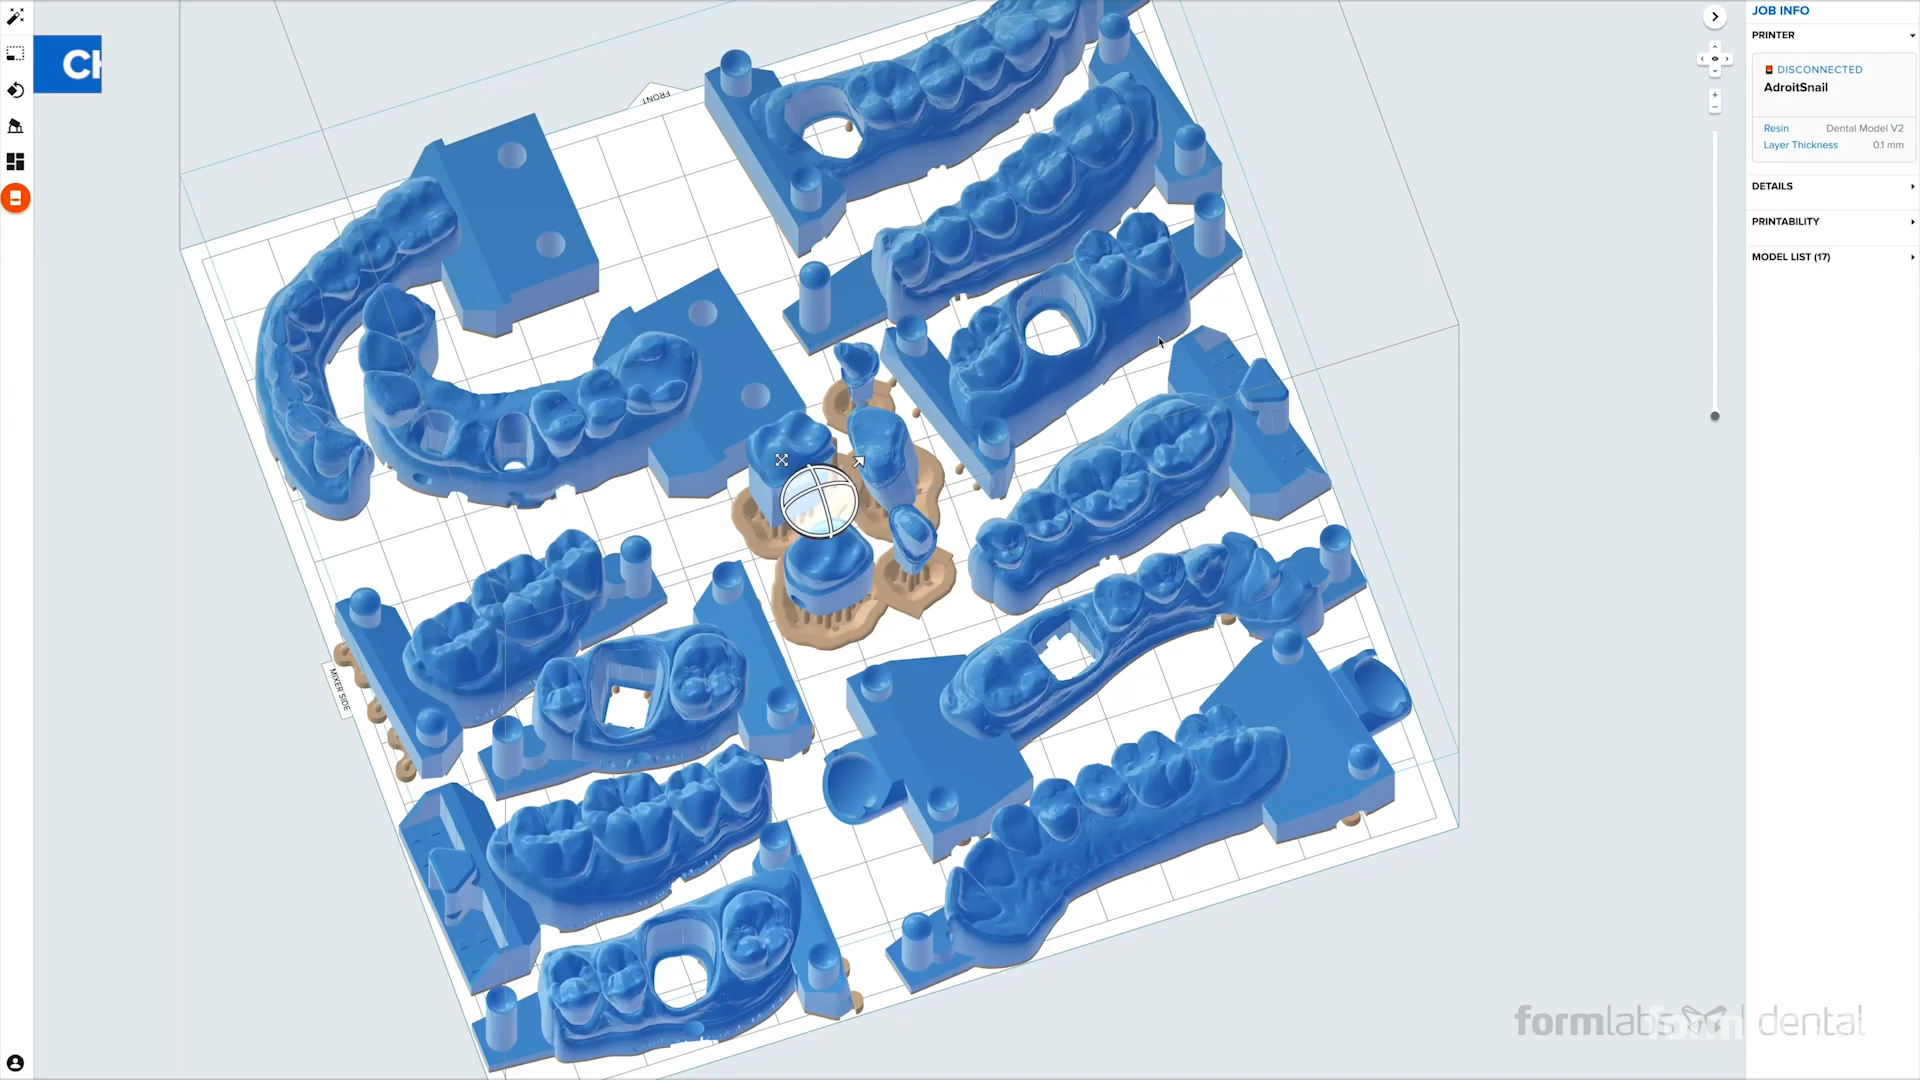 CH
JOB INFO
PRINTER
DISCONNECTED
AdroitSnail
Resin Dental Model V2
Layer Thickness 0.1 mm
DETAILS
PRINTABILITY
MODEL LIST (17)
FRONT
MIXER SIDE
formlabs dental